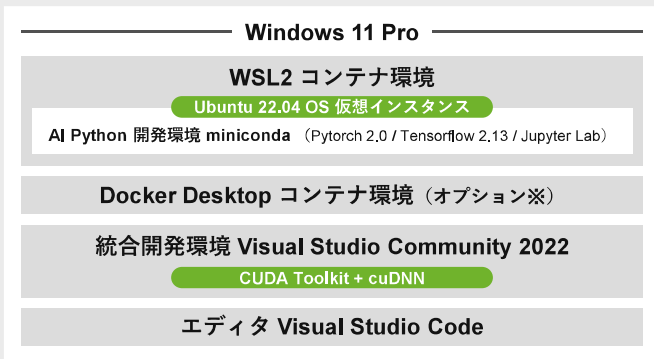 Windows 11 Pro
WSL2 コンテナ環境
Ubuntu 22.04 OS 仮想インスタンス
AI Python 開発環境 miniconda （Pytorch 2.0 / Tensorflow 2.13 / Jupyter Lab）
Docker Desktop コンテナ環境（オプション※）
統合開発環境 Visual Studio Community 2022
CUDA Toolkit + cuDNN
エディタ Visual Studio Code